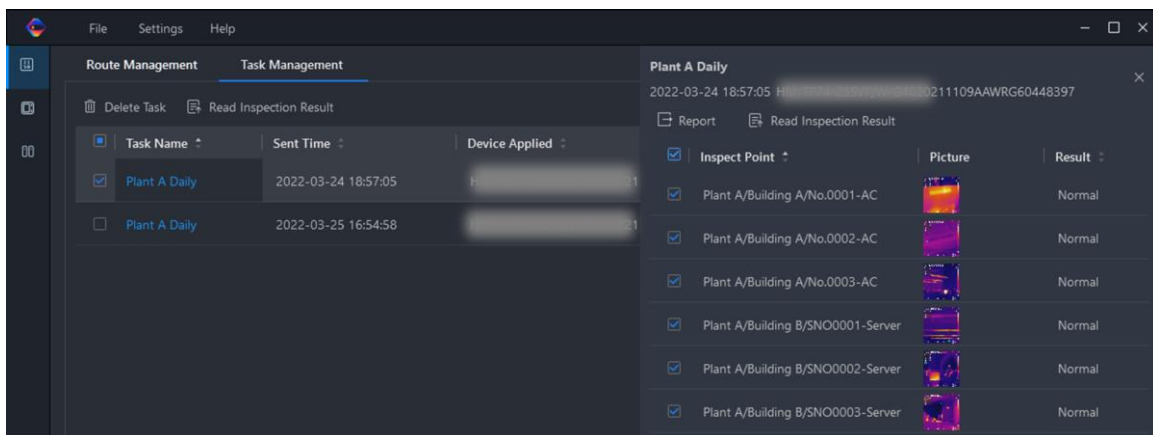 File Settings Help
Route Management Task Management
Delete Task Read Inspection Result
Task Name Sent Time Device Applied
Plant A Daily 2022-03-24 18:57:05
Plant A Daily 2022-03-25 16:54:58
Plant A Daily
2022-03-24 18:57:05 20211109AAWRG60448397
Report Read Inspection Result
Inspect Point Picture Result
Plant A/Building A/No.0001-AC Normal
Plant A/Building A/No.0002-AC Normal
Plant A/Building A/No.0003-AC Normal
Plant A/Building B/SNO0001-Server Normal
Plant A/Building B/SNO0002-Server Normal
Plant A/Building B/SNO0003-Server Normal